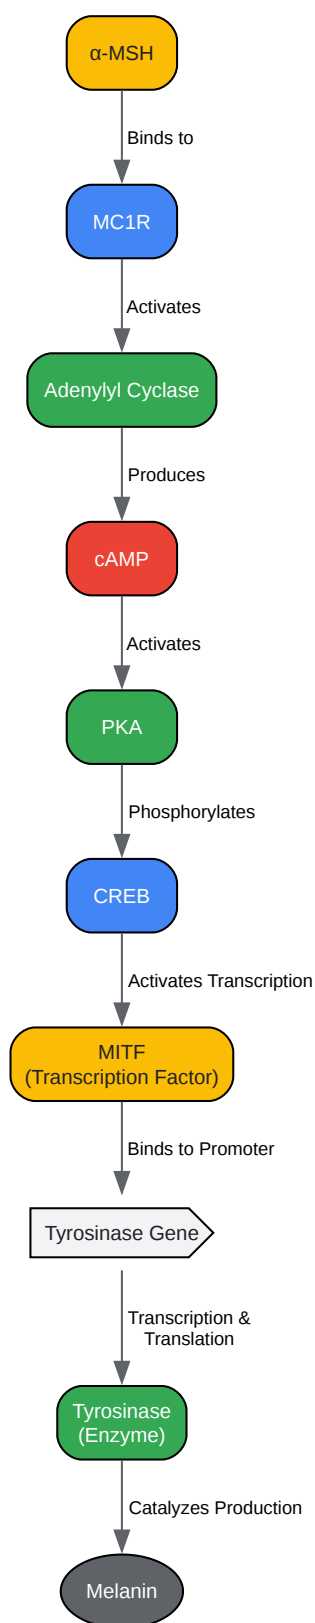 α-MSH
Binds to
MC1R
Activates
Adenylyl Cyclase
Produces
cAMP
Activates
PKA
Phosphorylates
CREB
Activates Transcription
MITF
(Transcription Factor)
Binds to Promoter
Tyrosinase Gene
Transcription &
Translation
Tyrosinase
(Enzyme)
Catalyzes Production
Melanin